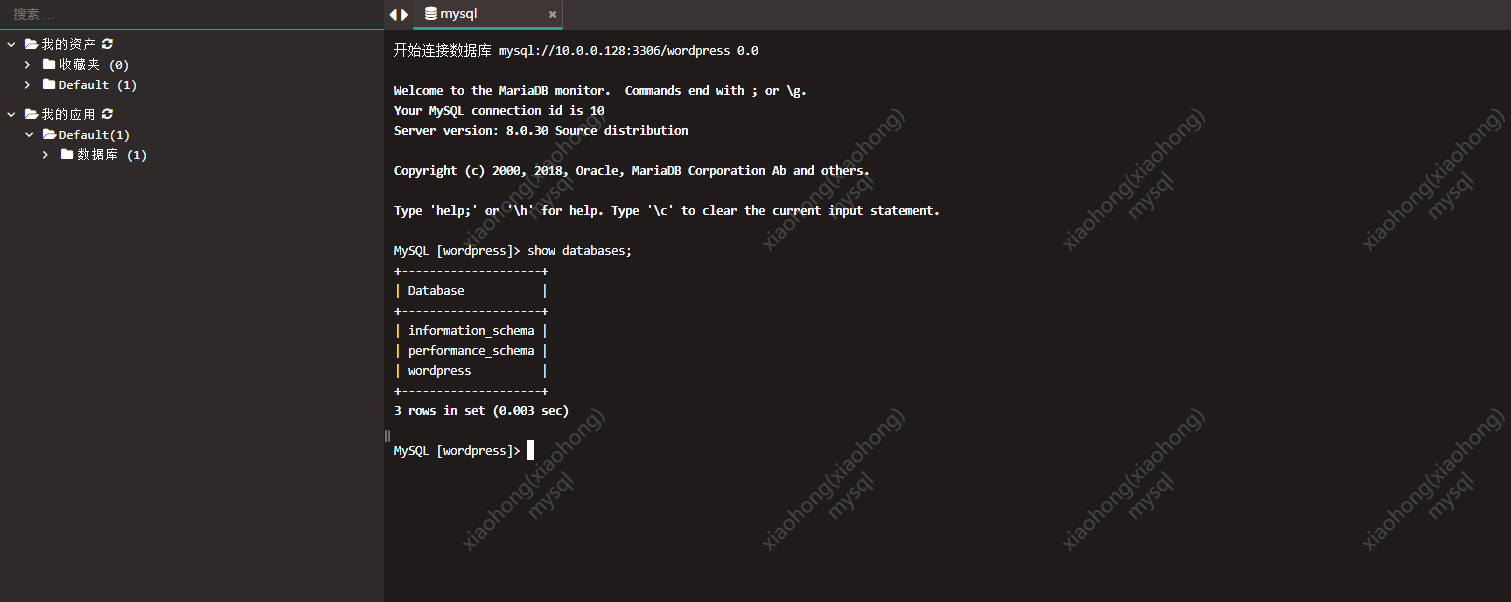 搜索 ...
我的资产
收藏夹 (0)
Default (1)
我的应用
Default(1)
数据库 (1)
mysql
开始连接数据库 mysql://10.0.0.128:3306/wordpress 0.0
Welcome to the MariaDB monitor.  Commands end with ; or \g.
Your MySQL connection id is 10
Server version: 8.0.30 Source distribution
Copyright (c) 2000, 2018, Oracle, MariaDB Corporation Ab and others.
Type 'help;' or '\h' for help. Type '\c' to clear the current input statement.
MySQL [wordpress]> show databases;
+--------------------+
| Database           |
+--------------------+
| information_schema |
| performance_schema |
| wordpress          |
+--------------------+
3 rows in set (0.003 sec)
MySQL [wordpress]>
xiaohong(xiaohong)
mysql
xiaohong(xiaohong)
mysql
xiaohong(xiaohong)
mysql
xiaohong(xiaohong)
mysql
xiaohong(xiaohong)
mysql
xiaohong(xiaohong)
mysql
xiaohong(xiaohong)
mysql
xiaohong(xiaohong)
mysql